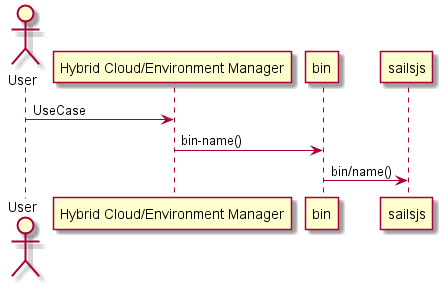 User
Hybrid Cloud/Environment Manager
bin
sailsjs
UseCase
bin-name()
bin/name()
User
Hybrid Cloud/Environment Manager
bin
sailsjs